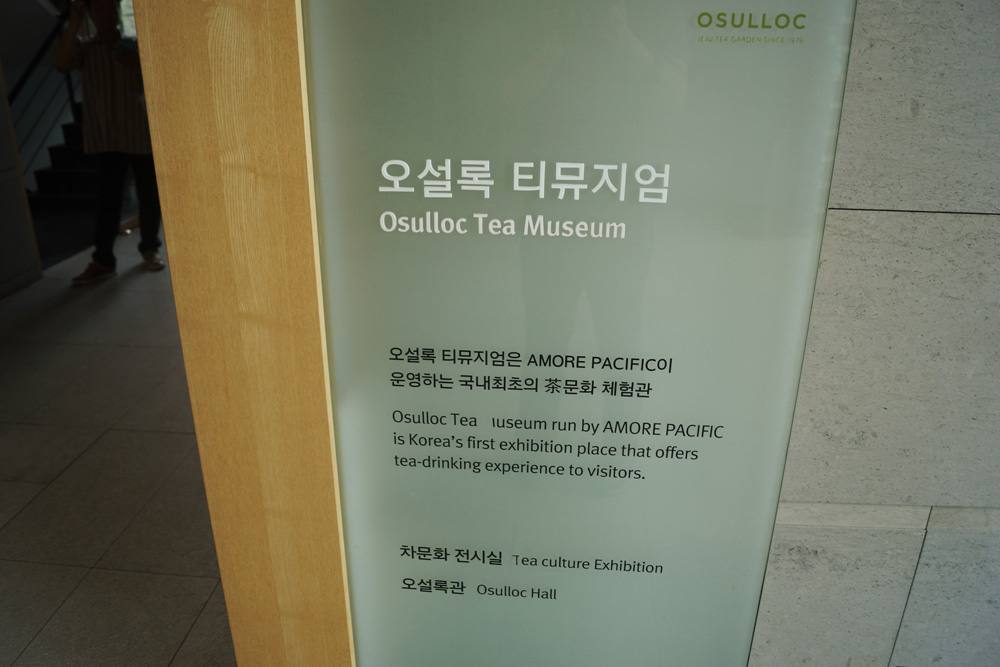 OSULLOC
TEA GARDEN SINCE 1979
오설록 티뮤지엄
Osulloc Tea Museum
오설록 티뮤지엄은 AMORE PACIFIC이
운영하는 국내최초의 茶문화 체험관
Osulloc Tea useum run by AMORE PACIFIC
is Korea's first exhibition place that offers
tea-drinking experience to visitors.
차문화 전시실 Tea culture Exhibition
오설록관 Osulloc Hall